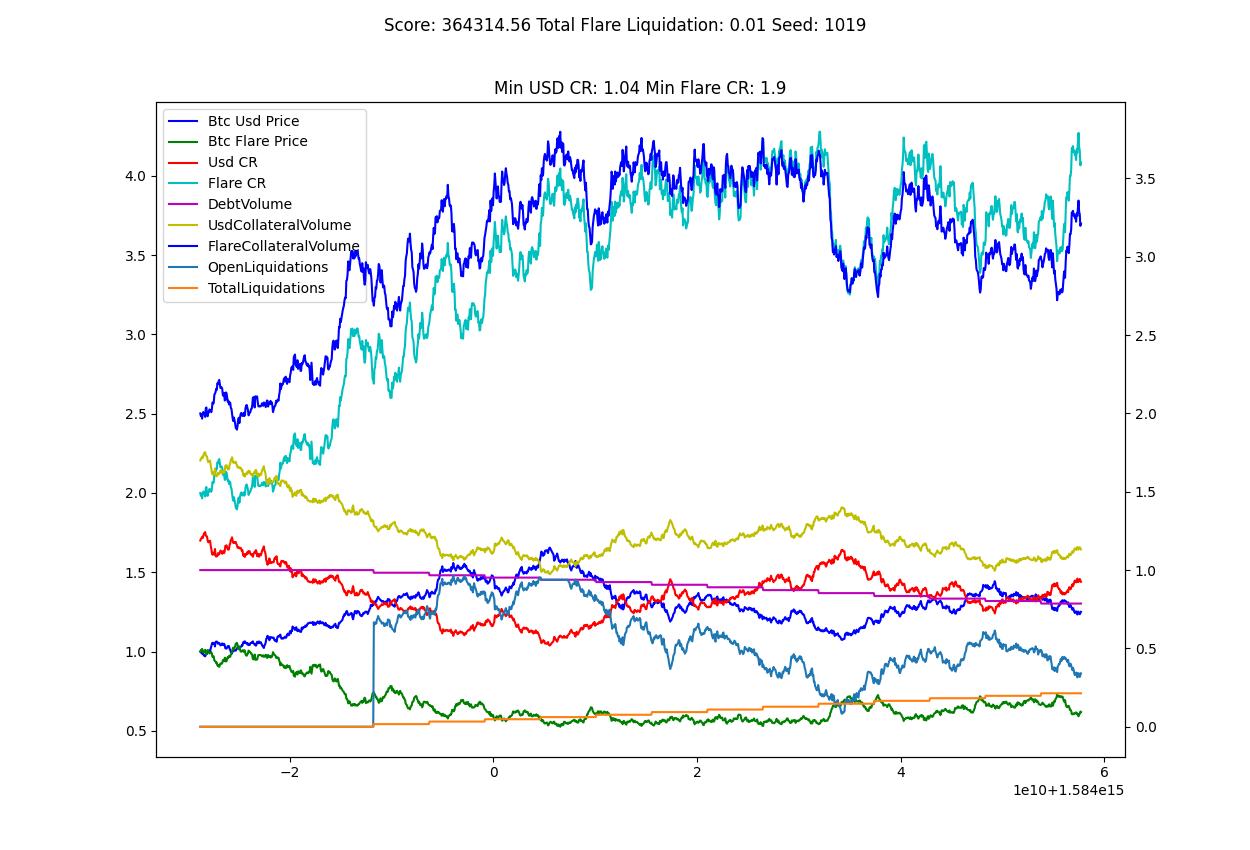 Score: 364314.56 Total Flare Liquidation: 0.01 Seed: 1019
Min USD CR: 1.04 Min Flare CR: 1.9
Btc Usd Price
Btc Flare Price
Usd CR
Flare CR
DebtVolume
UsdCollateralVolume
FlareCollateralVolume
OpenLiquidations
TotalLiquidations
4.0
3.5
3.0
2.5
2.0
1.5
1.0
0.5
3.5
3.0
2.5
2.0
1.5
1.0
0.5
0.0
−2 0 2 4 6
1e10+1.584e15